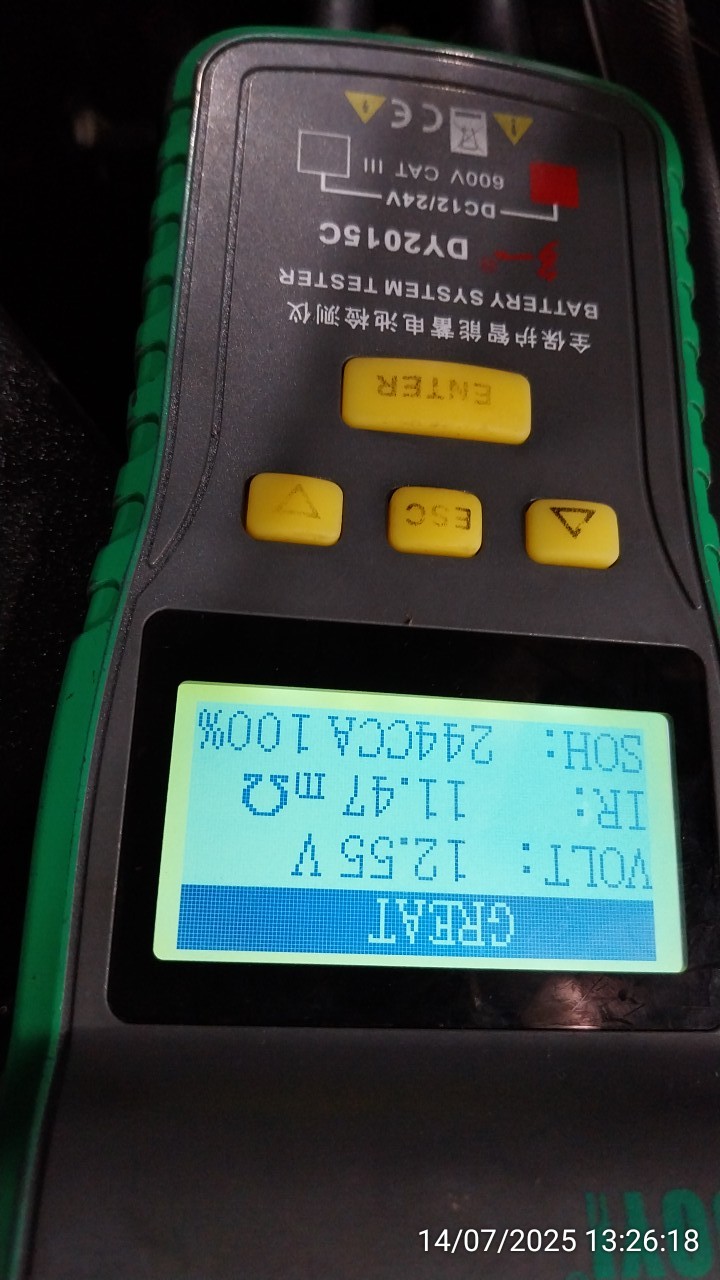 GREAT
VOLT: 12.55 V
IR: 11.47 mΩ
SOH: 244CCA 100%
ESC
ENTER
全保护智能蓄电池检测仪
BATTERY SYSTEM TESTER
DY2015C
DC12/24V
600V CAT III
CE
14/07/2025 13:26:18